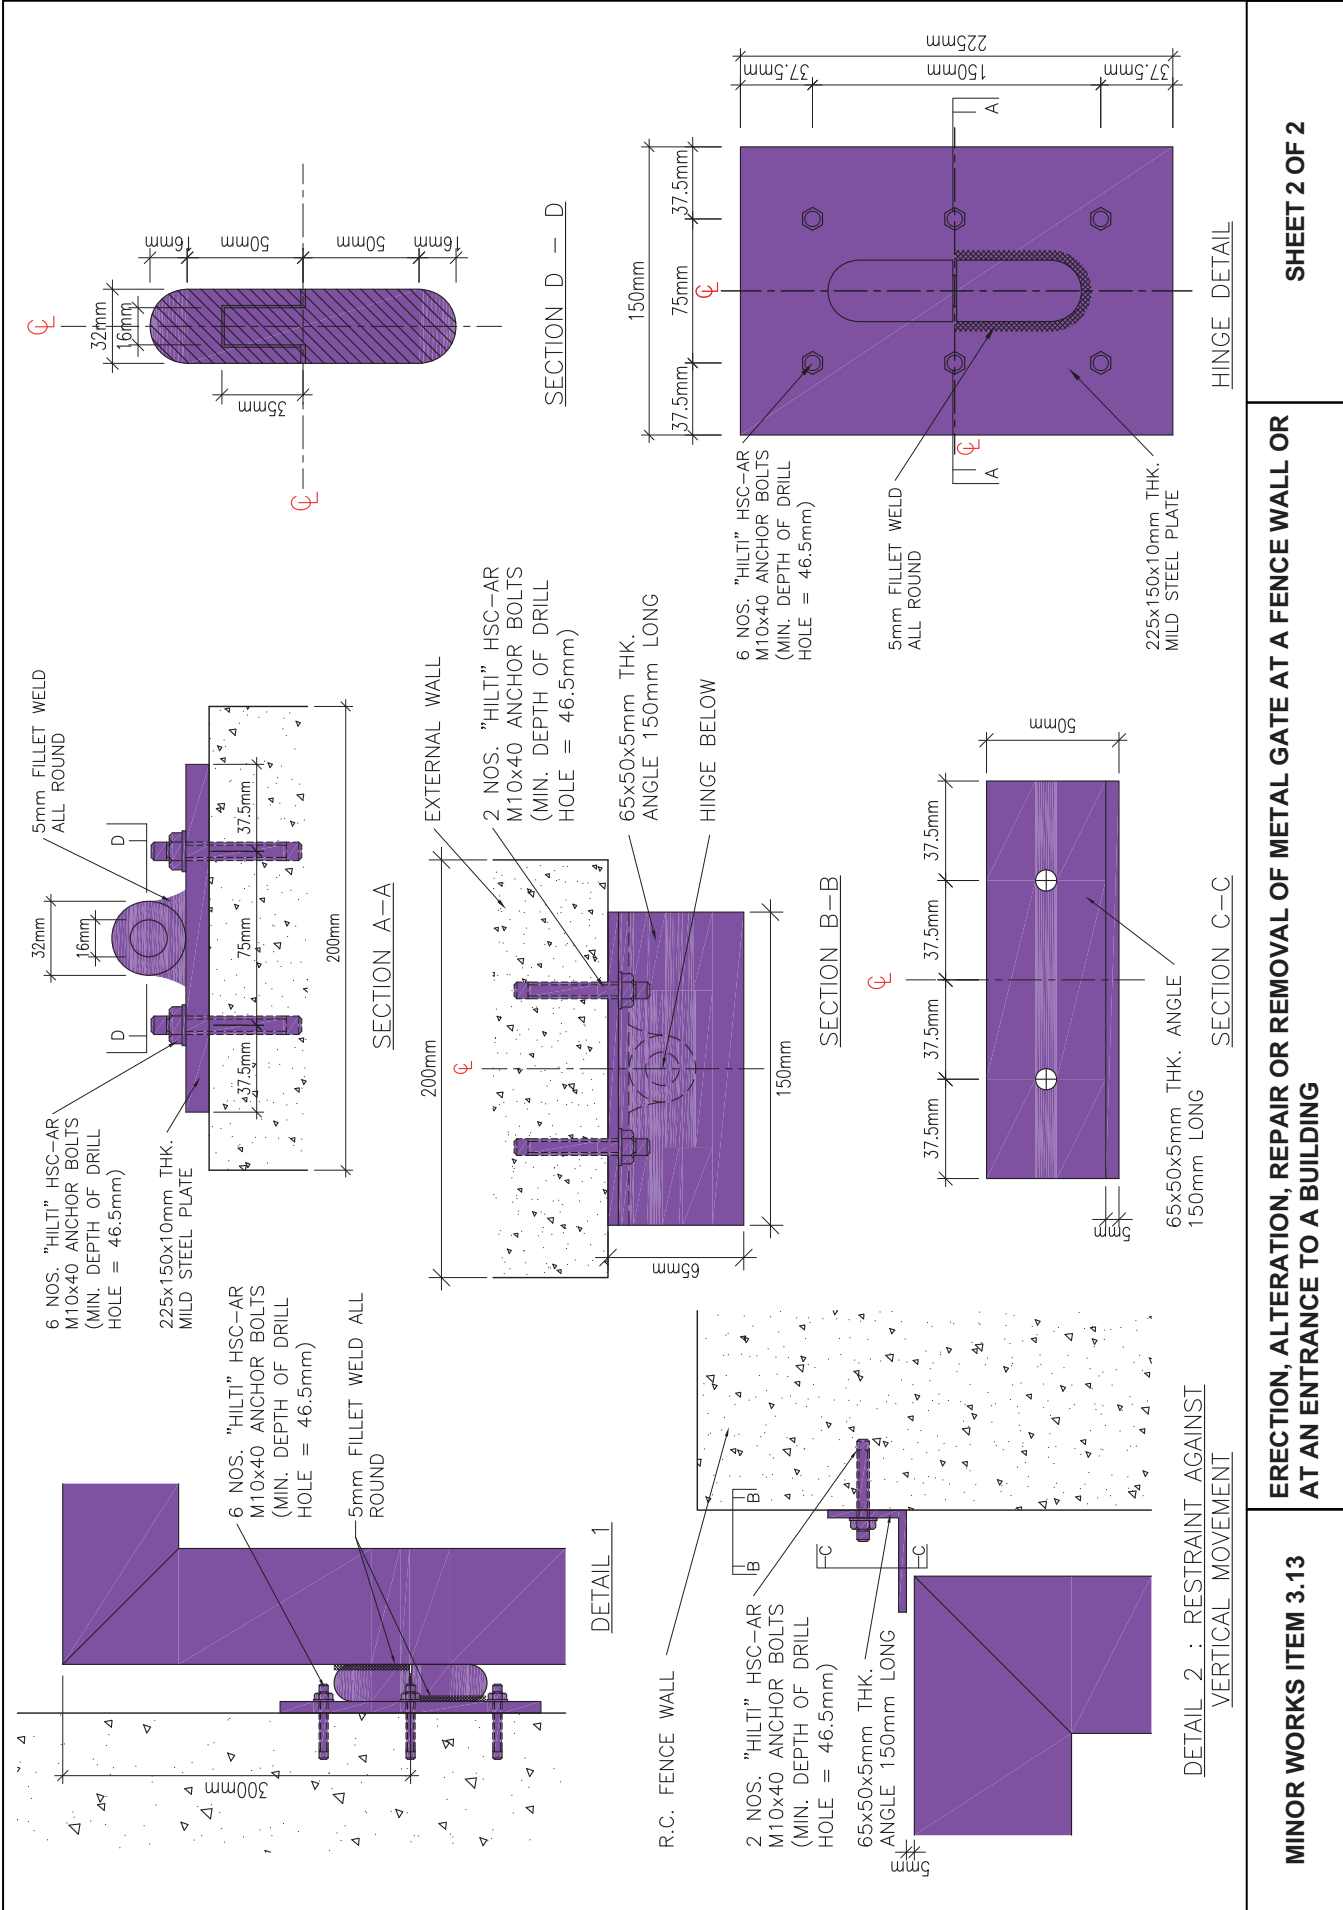 6 NOS. "HILTI" HSC-AR
M10x40 ANCHOR BOLTS
(MIN. DEPTH OF DRILL
HOLE = 46.5mm)
5mm FILLET WELD ALL
ROUND
300mm
DETAIL 1
6 NOS. "HILTI" HSC-AR
M10x40 ANCHOR BOLTS
(MIN. DEPTH OF DRILL
HOLE = 46.5mm)
225x150x10mm THK.
MILD STEEL PLATE
5mm FILLET WELD
ALL ROUND
32mm
16mm
D
D
37.5mm
75mm
37.5mm
200mm
SECTION A-A
CL
CL
32mm
16mm
35mm
16mm
50mm
50mm
16mm
SECTION D - D
R.C. FENCE WALL
2 NOS. "HILTI" HSC-AR
M10x40 ANCHOR BOLTS
(MIN. DEPTH OF DRILL
HOLE = 46.5mm)
65x50x5mm THK.
ANGLE 150mm LONG
5mm
B
B
C
C
DETAIL 2 : RESTRAINT AGAINST
VERTICAL MOVEMENT
200mm
CL
EXTERNAL WALL
2 NOS. "HILTI" HSC-AR
M10x40 ANCHOR BOLTS
(MIN. DEPTH OF DRILL
HOLE = 46.5mm)
65x50x5mm THK.
ANGLE 150mm LONG
HINGE BELOW
65mm
150mm
SECTION B-B
CL
37.5mm
37.5mm
37.5mm
37.5mm
50mm
5mm
65x50x5mm THK. ANGLE
150mm LONG
SECTION C-C
150mm
37.5mm
75mm
37.5mm
CL
CL
225mm
37.5mm
150mm
37.5mm
A
A
6 NOS. "HILTI" HSC-AR
M10x40 ANCHOR BOLTS
(MIN. DEPTH OF DRILL
HOLE = 46.5mm)
5mm FILLET WELD
ALL ROUND
225x150x10mm THK.
MILD STEEL PLATE
HINGE DETAIL
MINOR WORKS ITEM 3.13
ERECTION, ALTERATION, REPAIR OR REMOVAL OF METAL GATE AT A FENCE WALL OR
AT AN ENTRANCE TO A BUILDING
SHEET 2 OF 2